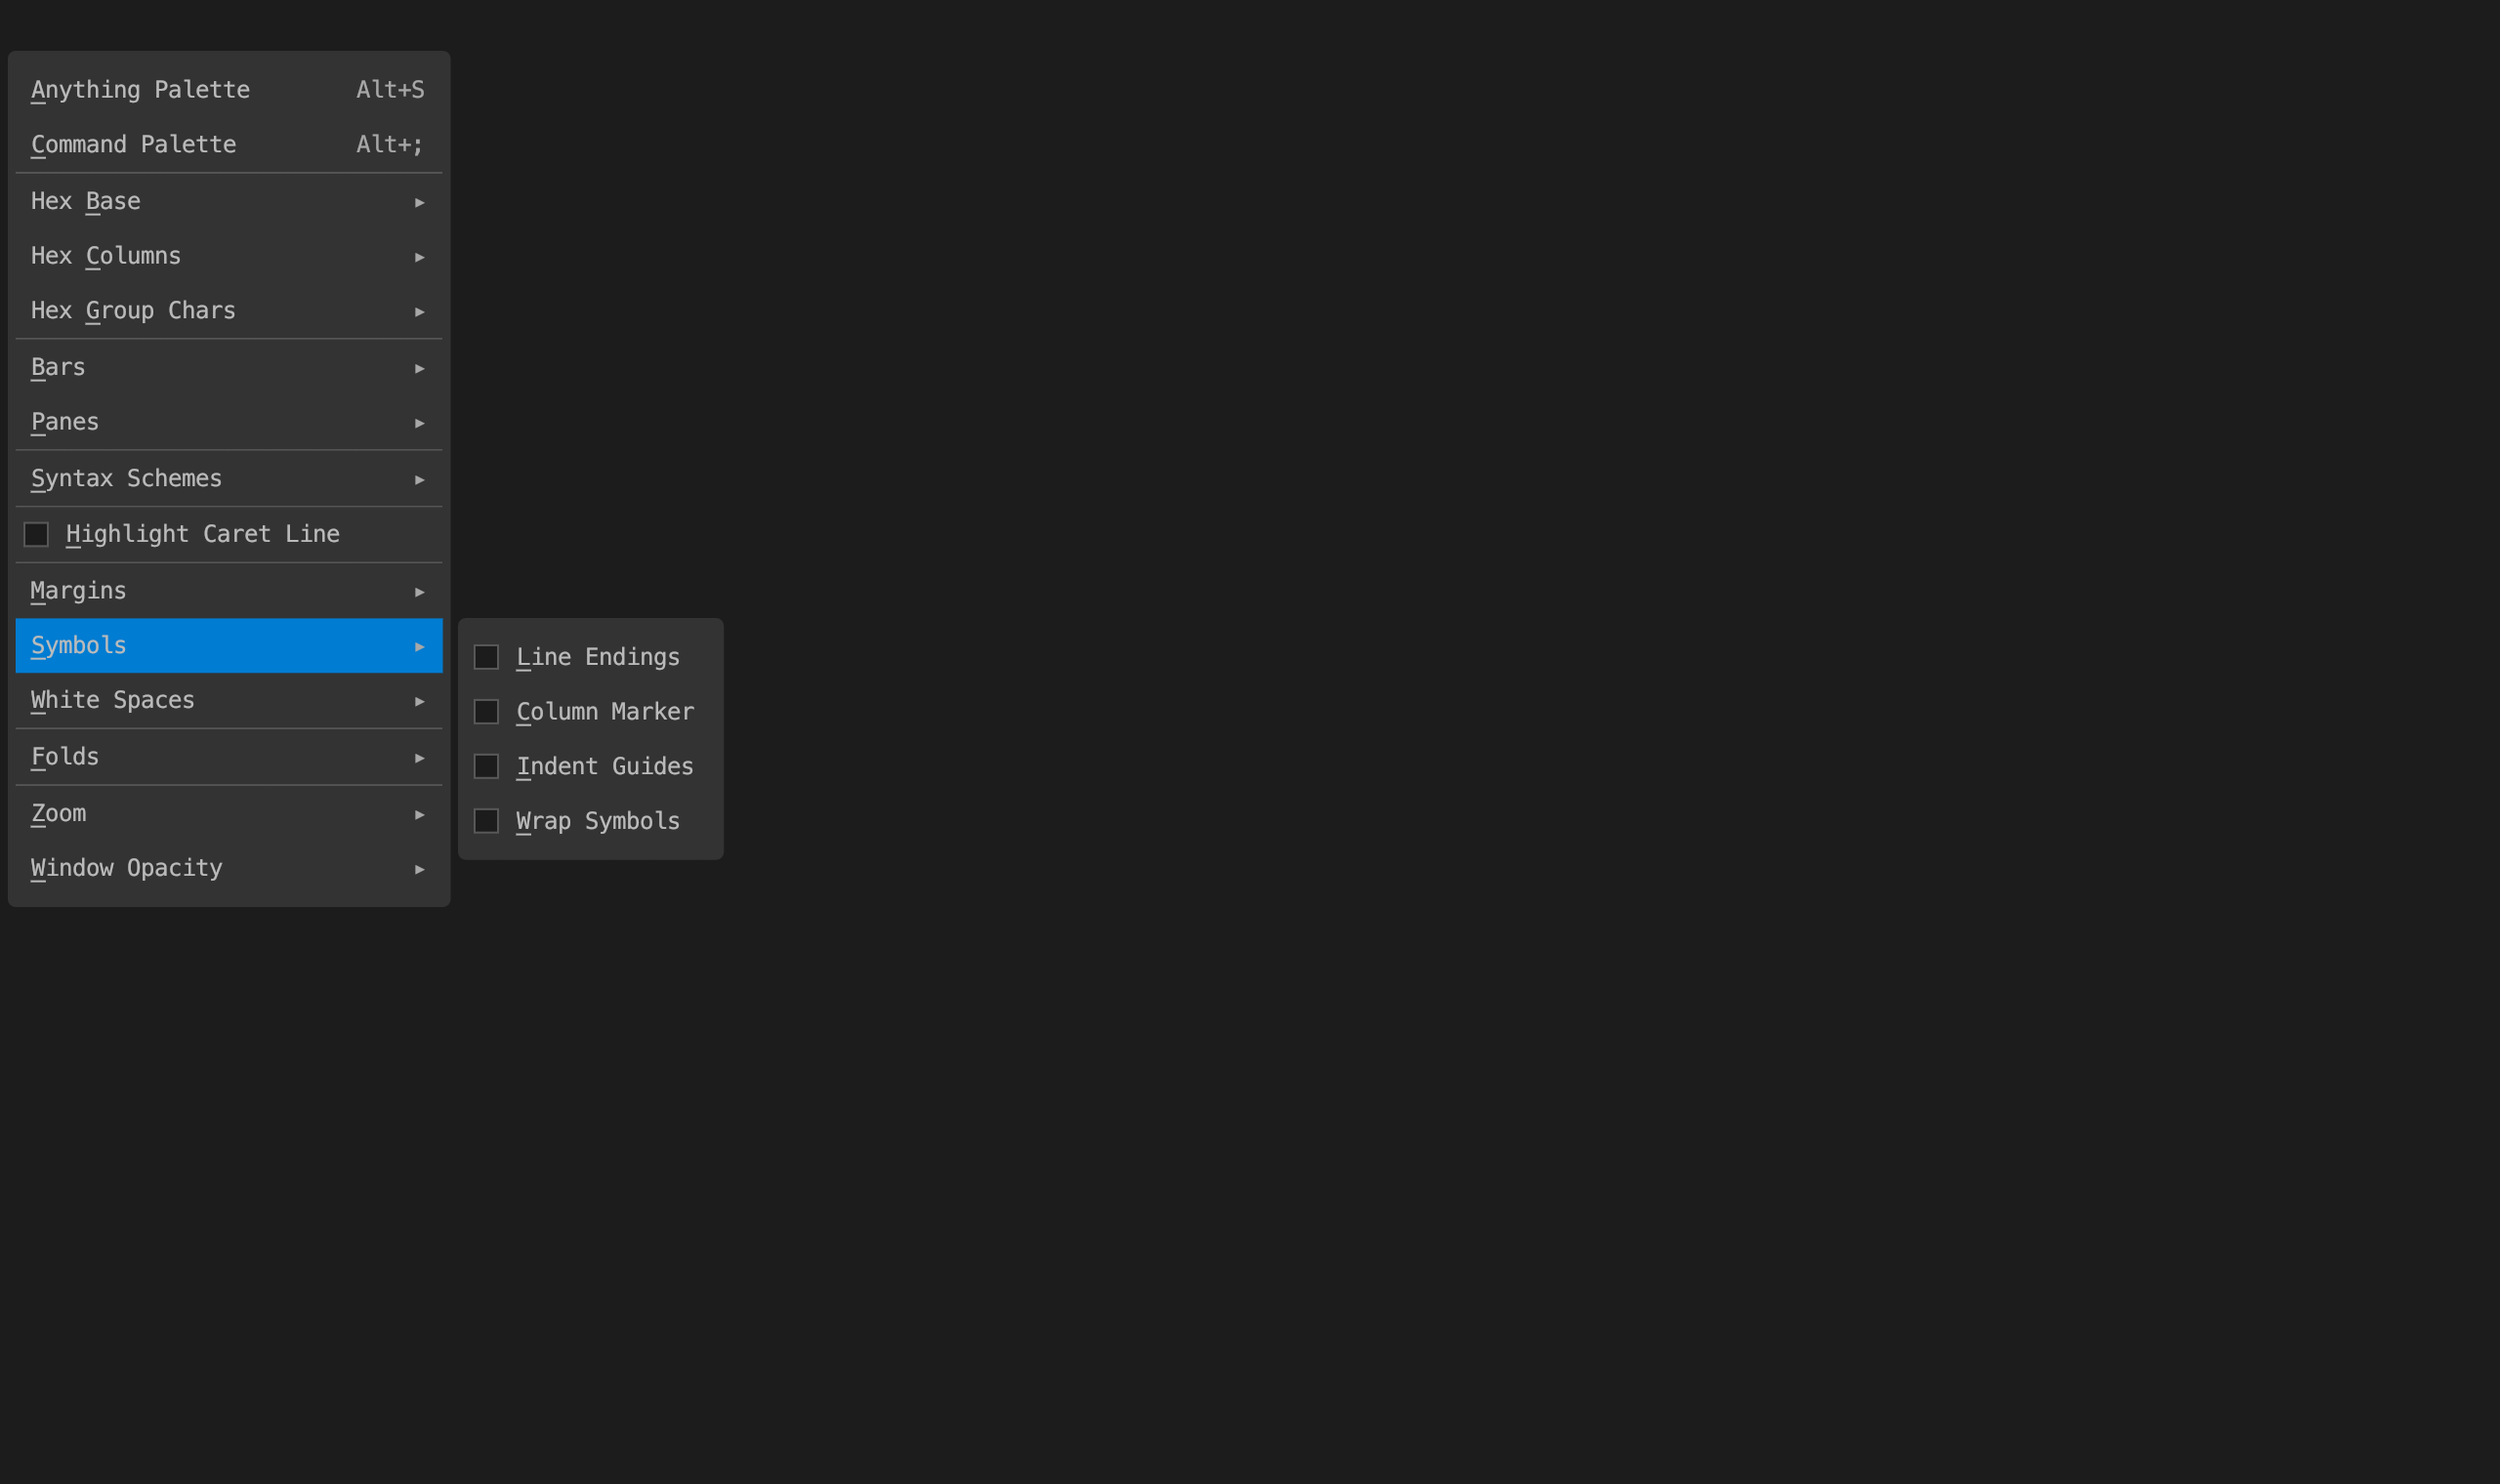 Anything Palette Alt+S
Command Palette Alt+;
Hex Base ▸
Hex Columns ▸
Hex Group Chars ▸
Bars ▸
Panes ▸
Syntax Schemes ▸
Highlight Caret Line
Margins ▸
Symbols ▸
White Spaces ▸
Folds ▸
Zoom ▸
Window Opacity ▸
Line Endings
Column Marker
Indent Guides
Wrap Symbols